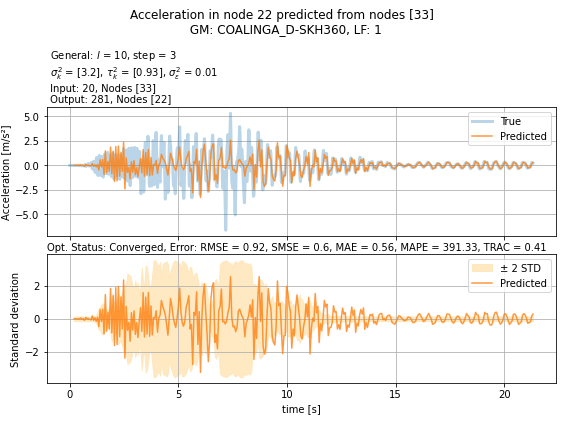 Acceleration in node 22 predicted from nodes [33]
GM: COALINGA_D-SKH360, LF: 1
General: l = 10, step = 3
σ²ₖ = [3.2], τ²ₖ = [0.93], σ²ε = 0.01
Input: 20, Nodes [33]
Output: 281, Nodes [22]
Acceleration [m/s²]
5.0
2.5
0.0
−2.5
−5.0
True
Predicted
Opt. Status: Converged, Error: RMSE = 0.92, SMSE = 0.6, MAE = 0.56, MAPE = 391.33, TRAC = 0.41
Standard deviation
2
0
−2
± 2 STD
Predicted
0 5 10 15 20
time [s]